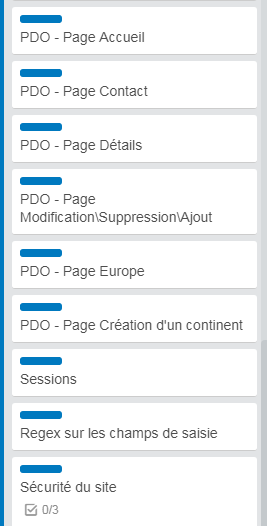 PDO - Page Accueil
PDO - Page Contact
PDO - Page Détails
PDO - Page
Modification\Suppression\Ajout
PDO - Page Europe
PDO - Page Création d'un continent
Sessions
Regex sur les champs de saisie
Sécurité du site
0/3